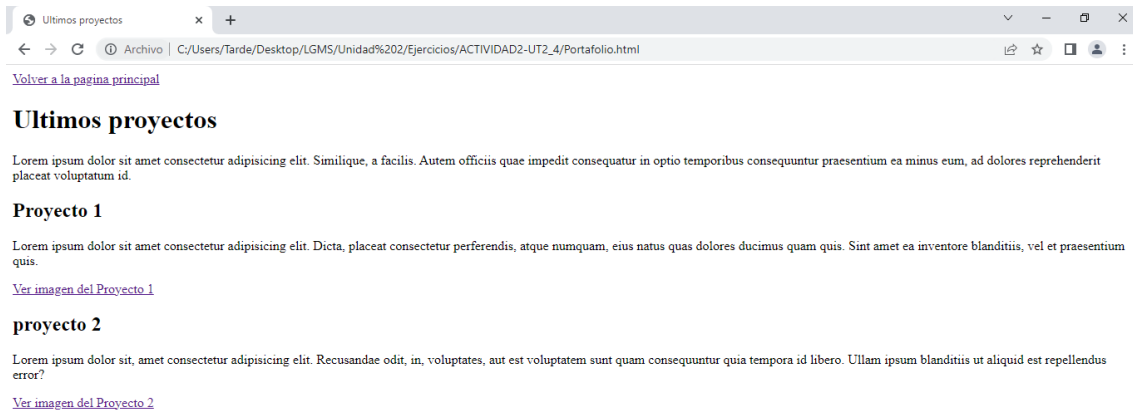 Ultimos proyectos
Archivo | C:/Users/Tarde/Desktop/LGMS/Unidad%202/Ejercicios/ACTIVIDAD2-UT2_4/Portafolio.html
Volver a la pagina principal
Ultimos proyectos
Lorem ipsum dolor sit amet consectetur adipisicing elit. Similique, a facilis. Autem officiis quae impedit consequatur in optio temporibus consequuntur praesentium ea minus eum, ad dolores reprehenderit
placeat voluptatum id.
Proyecto 1
Lorem ipsum dolor sit amet consectetur adipisicing elit. Dicta, placeat consectetur perferendis, atque numquam, eius natus quas dolores ducimus quam quis. Sint amet ea inventore blanditiis, vel et praesentium
quis.
Ver imagen del Proyecto 1
proyecto 2
Lorem ipsum dolor sit, amet consectetur adipisicing elit. Recusandae odit, in, voluptates, aut est voluptatem sunt quam consequuntur quia tempora id libero. Ullam ipsum blanditiis ut aliquid est repellendus
error?
Ver imagen del Proyecto 2